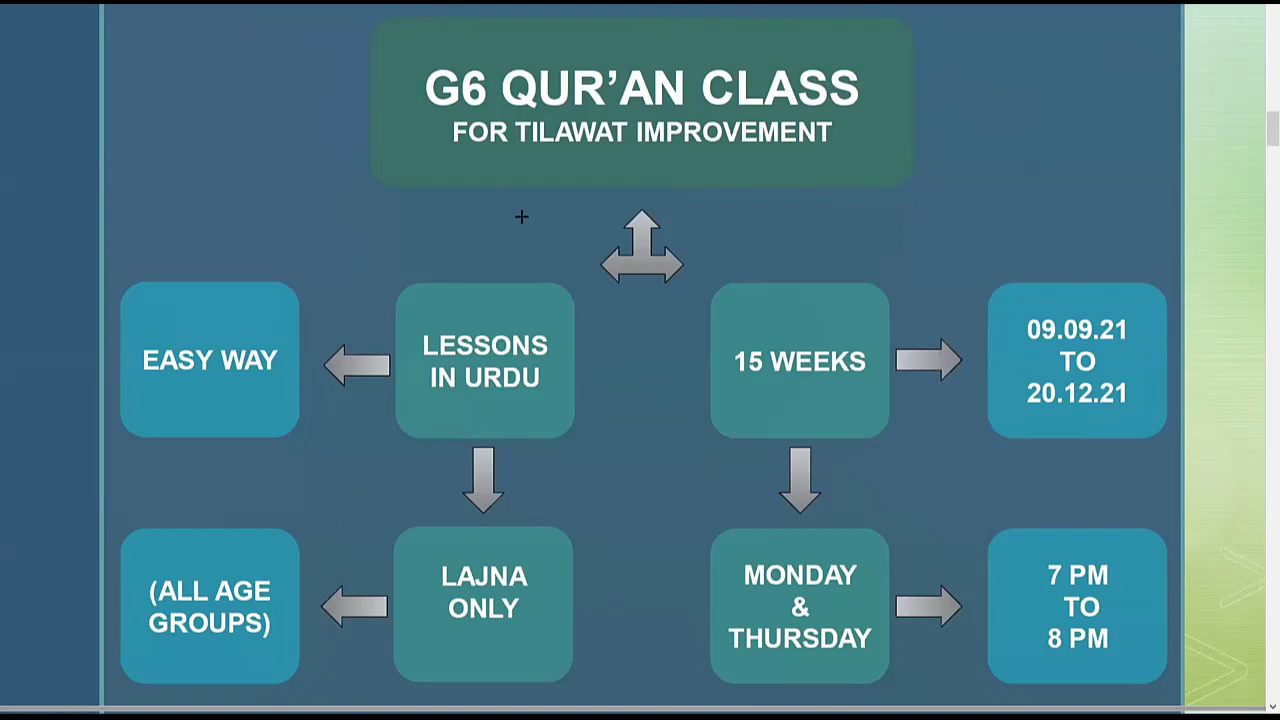 G6 QUR’AN CLASS
FOR TILAWAT IMPROVEMENT
EASY WAY
LESSONS
IN URDU
15 WEEKS
09.09.21
TO
20.12.21
(ALL AGE
GROUPS)
LAJNA
ONLY
MONDAY
&
THURSDAY
7 PM
TO
8 PM